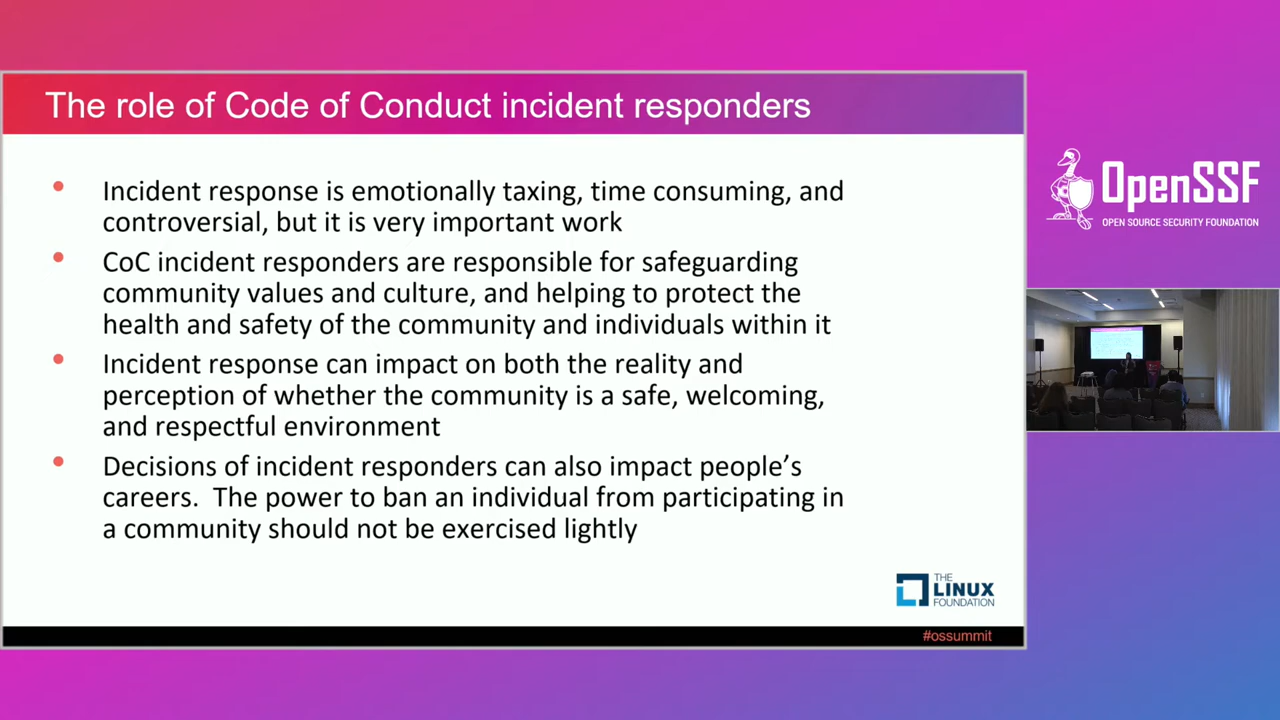 The role of Code of Conduct incident responders
• Incident response is emotionally taxing, time consuming, and
controversial, but it is very important work
• CoC incident responders are responsible for safeguarding
community values and culture, and helping to protect the
health and safety of the community and individuals within it
• Incident response can impact on both the reality and
perception of whether the community is a safe, welcoming,
and respectful environment
• Decisions of incident responders can also impact people’s
careers.  The power to ban an individual from participating in
a community should not be exercised lightly
THE
LINUX
FOUNDATION
#ossummit
OpenSSF
OPEN SOURCE SECURITY FOUNDATION